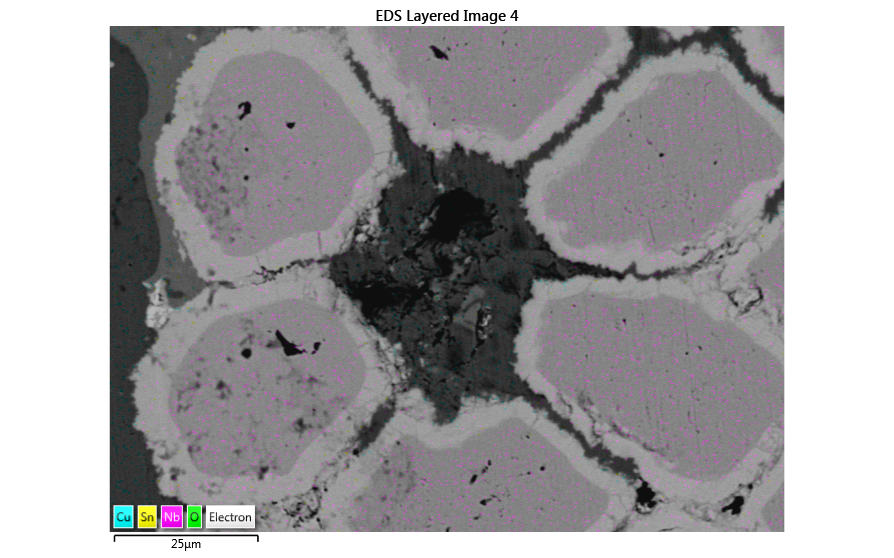 EDS Layered Image 4
Cu Sn Nb O Electron
25μm